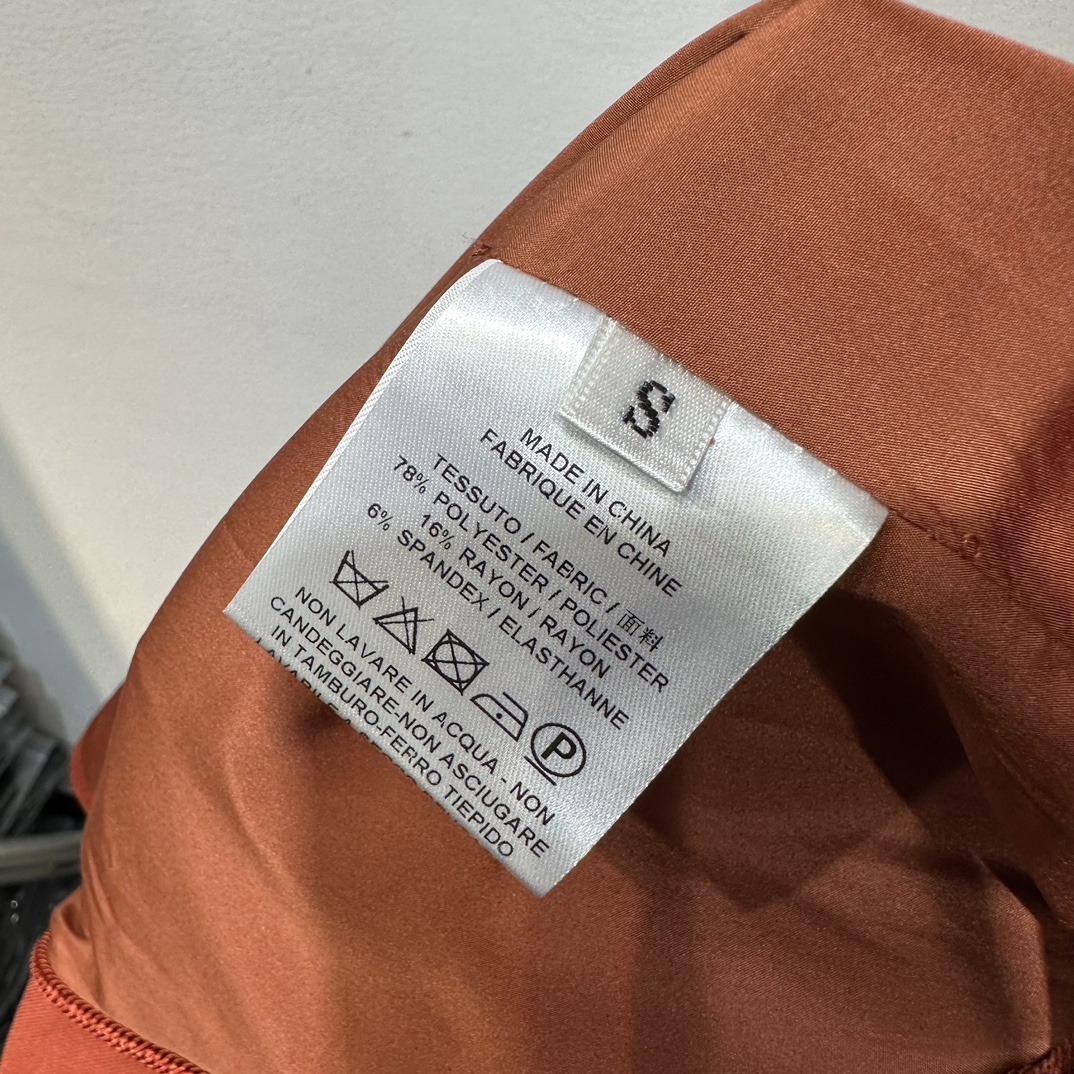 S
MADE IN CHINA
FABRIQUE EN CHINE
TESSUTO / FABRIC / 面料
78% POLYESTER / POLIESTER
16% RAYON / RAYON
6% SPANDEX / ELASTHANNE
P
NON LAVARE IN ACQUA - NON
CANDEGGIARE-NON ASCIUGARE
IN TAMBURO-FERRO TIEPIDO